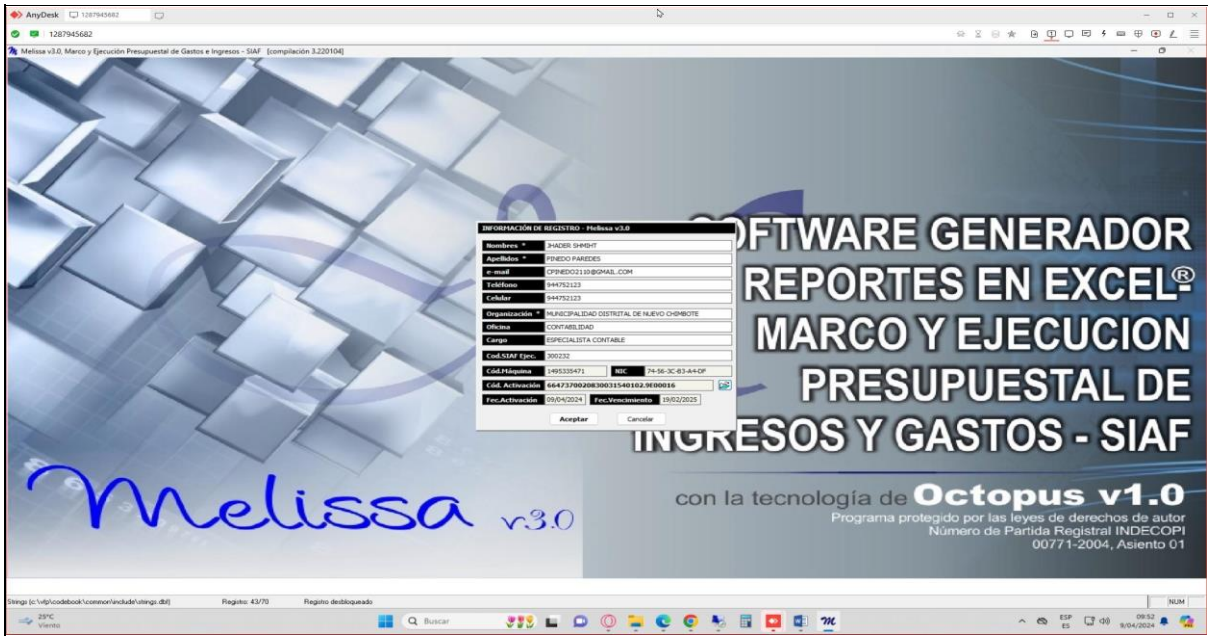 AnyDesk 1287945682
1287945682
Melissa v3.0, Marco y Ejecución Presupuestal de Gastos e Ingresos - SIAF [compilación 3.220104]
INFORMACIÓN DE REGISTRO - Melissa v3.0
Nombres * JHADER SHMIHT
Apellidos * PINEDO PAREDES
e-mail CPINEDO2110@GMAIL.COM
Teléfono 944752123
Celular 944752123
Organización * MUNICIPALIDAD DISTRITAL DE NUEVO CHIMBOTE
Oficina CONTABILIDAD
Cargo ESPECIALISTA CONTABLE
Cod.SIAF Ejec. 300232
Cód.Máquina 1495335471 NIC 74-56-3C-B3-A4-DF
Cód. Activación 6647370020830031540102.9E00016
Fec.Activación 09/04/2024 Fec.Vencimiento 19/02/2025
Aceptar Cancelar
SOFTWARE GENERADOR
REPORTES EN EXCEL®
MARCO Y EJECUCION
PRESUPUESTAL DE
INGRESOS Y GASTOS - SIAF
Melissa v3.0
con la tecnología de Octopus v1.0
Programa protegido por las leyes de derechos de autor
Número de Partida Registral INDECOPI
00771-2004, Asiento 01
Strings (c:\vfp\codebook\common\include\strings.dbf) Registro: 43/70 Registro desbloqueado NUM
25°C
Viento
Buscar
ESP
ES
09:52
9/04/2024